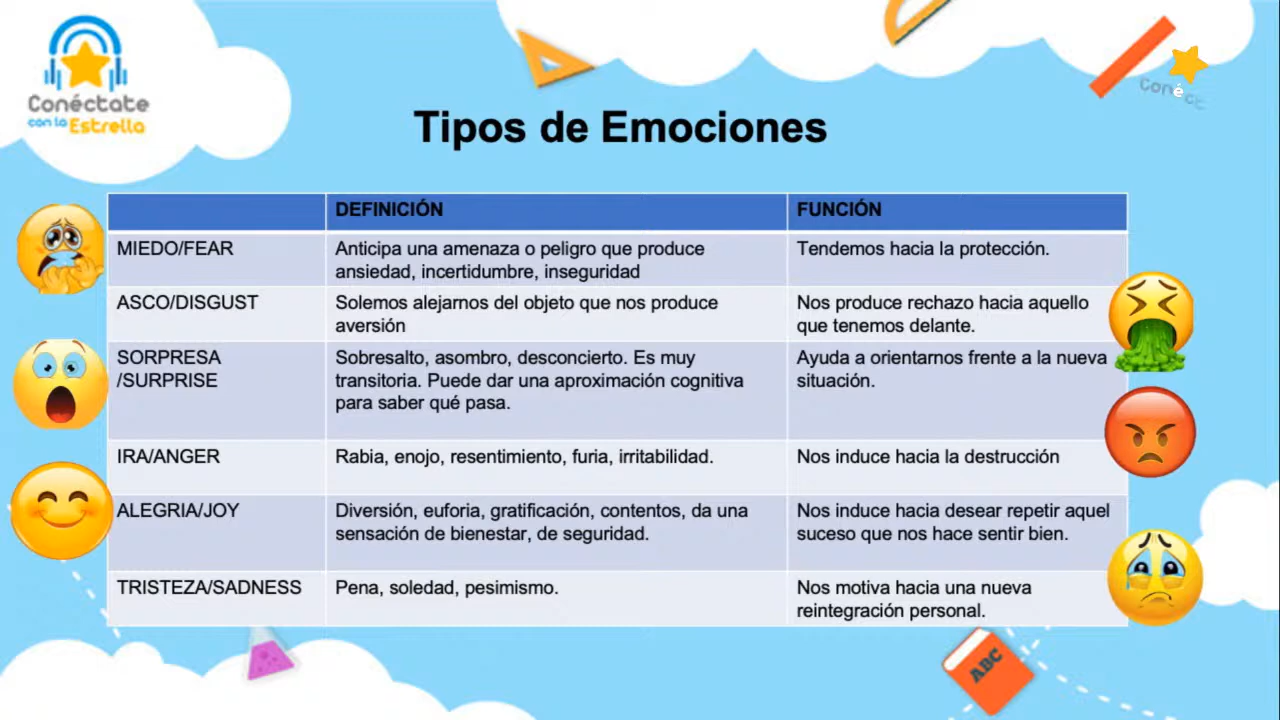 Conéctate
con la Estrella
Coné c
Tipos de Emociones
DEFINICIÓN FUNCIÓN
MIEDO/FEAR
Anticipa una amenaza o peligro que produce
ansiedad, incertidumbre, inseguridad
Tendemos hacia la protección.
ASCO/DISGUST
Solemos alejarnos del objeto que nos produce
aversión
Nos produce rechazo hacia aquello
que tenemos delante.
SORPRESA
/SURPRISE
Sobresalto, asombro, desconcierto. Es muy
transitoria. Puede dar una aproximación cognitiva
para saber qué pasa.
Ayuda a orientarnos frente a la nueva
situación.
IRA/ANGER
Rabia, enojo, resentimiento, furia, irritabilidad.
Nos induce hacia la destrucción
ALEGRIA/JOY
Diversión, euforia, gratificación, contentos, da una
sensación de bienestar, de seguridad.
Nos induce hacia desear repetir aquel
suceso que nos hace sentir bien.
TRISTEZA/SADNESS
Pena, soledad, pesimismo.
Nos motiva hacia una nueva
reintegración personal.
ABC